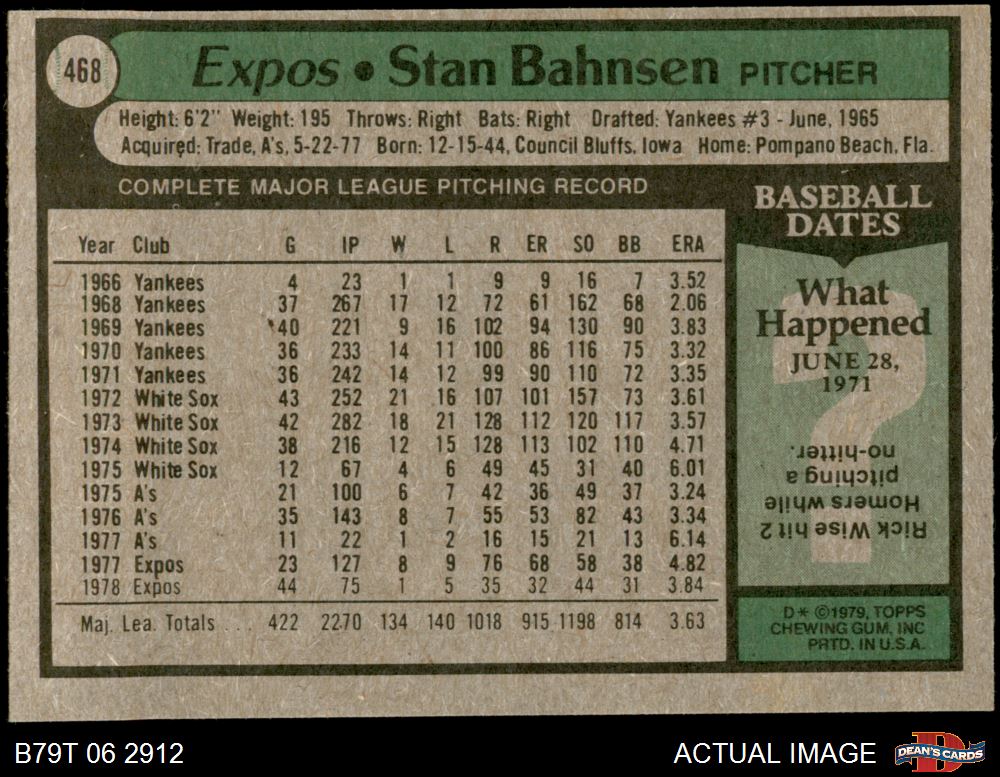 468
Expos • Stan Bahnsen PITCHER
Height: 6'2" Weight: 195 Throws: Right Bats: Right Drafted: Yankees #3 - June, 1965
Acquired: Trade, A's, 5-22-77 Born: 12-15-44, Council Bluffs, Iowa Home: Pompano Beach, Fla.
COMPLETE MAJOR LEAGUE PITCHING RECORD
Year Club G IP W L R ER SO BB ERA
1966 Yankees 4 23 1 1 9 9 16 7 3.52
1968 Yankees 37 267 17 12 72 61 162 68 2.06
1969 Yankees *40 221 9 16 102 94 130 90 3.83
1970 Yankees 36 233 14 11 100 86 116 75 3.32
1971 Yankees 36 242 14 12 99 90 110 72 3.35
1972 White Sox 43 252 21 16 107 101 157 73 3.61
1973 White Sox 42 282 18 21 128 112 120 117 3.57
1974 White Sox 38 216 12 15 128 113 102 110 4.71
1975 White Sox 12 67 4 6 49 45 31 40 6.01
1975 A's 21 100 6 7 42 36 49 37 3.24
1976 A's 35 143 8 7 55 53 82 43 3.34
1977 A's 11 22 1 2 16 15 21 13 6.14
1977 Expos 23 127 8 9 76 68 58 38 4.82
1978 Expos 44 75 1 5 35 32 44 31 3.84
Maj. Lea. Totals . . . 422 2270 134 140 1018 915 1198 814 3.63
BASEBALL
DATES
What
Happened
JUNE 28,
1971
?
Rick Wise hit 2
Homers while
pitching a
no-hitter.
D* ©1979, TOPPS
CHEWING GUM, INC
PRTD. IN U.S.A.
B79T 06 2912
ACTUAL IMAGE
D
DEAN'S CARDS